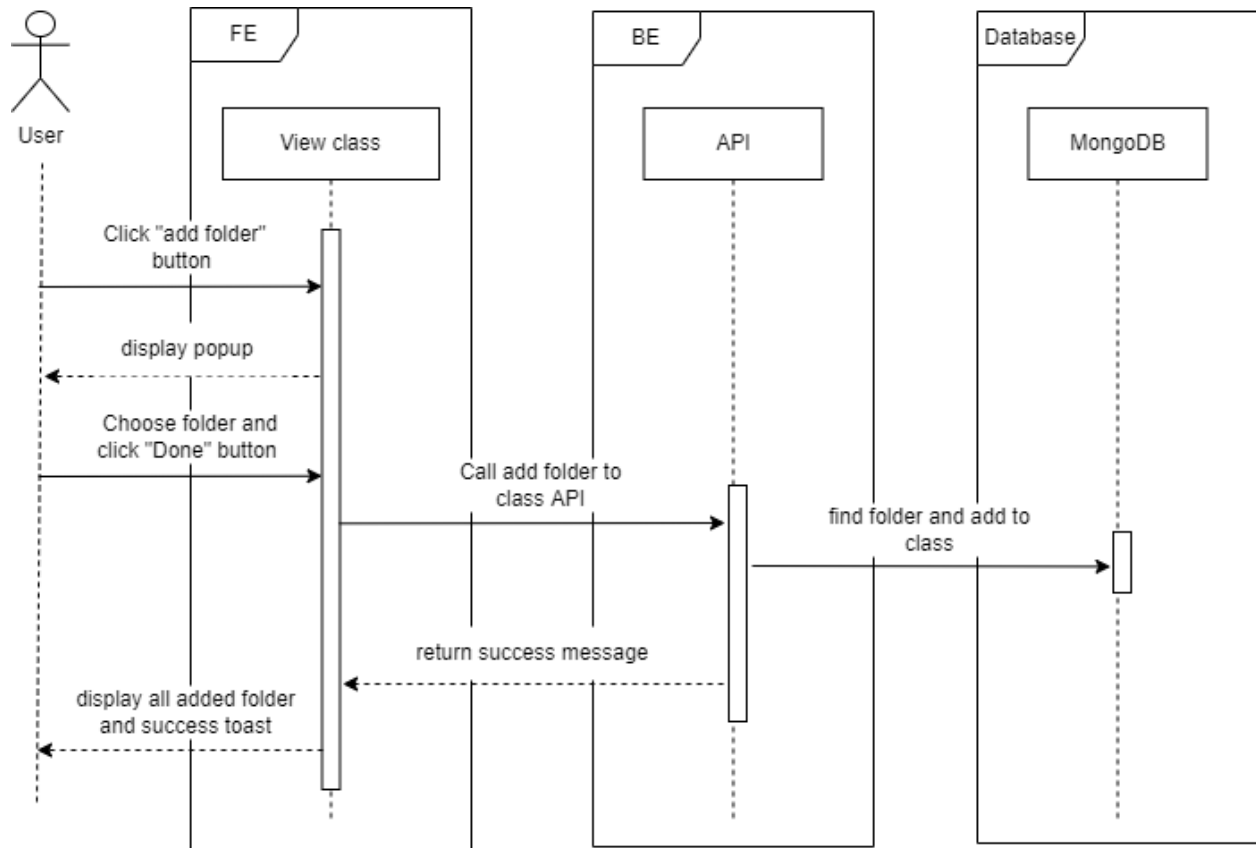 FE
BE
Database
User
View class
API
MongoDB
Click "add folder"
button
display popup
Choose folder and
click "Done" button
Call add folder to
class API
find folder and add to
class
return success message
display all added folder
and success toast